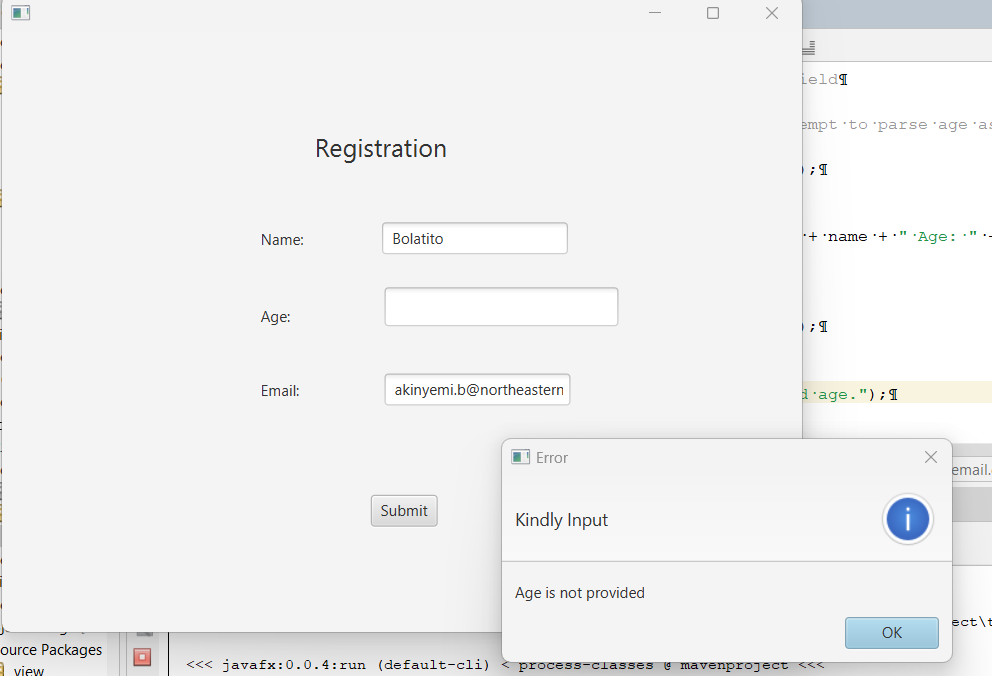 ield¶
empt·to·parse·age·as
);¶
Registration
Name:
Bolatito
+·name·+·"·Age:·"·
Age:
);¶
Email:
akinyemi.b@northeastern
d·age.");¶
Error
email.
Kindly Input
Submit
Age is not provided
OK
ource Packages
view
<<< javafx:0.0.4:run (default-cli) < process-classes @ mavenproject <<<